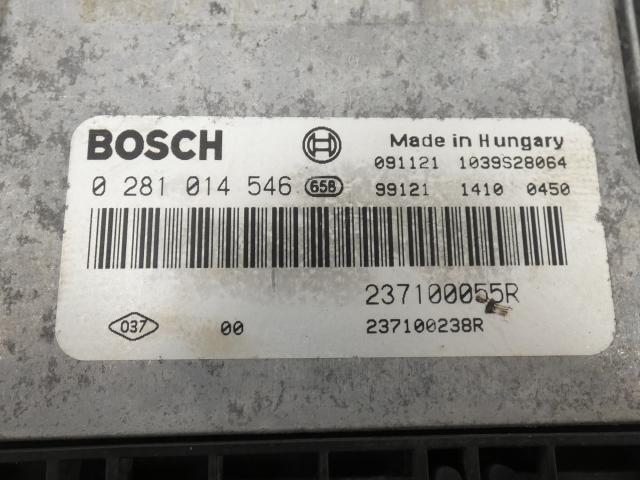 BOSCH Made in Hungary
091121 1039S28064
0 281 014 546 658 99121 1410 0450
237100055R
037 00 237100238R